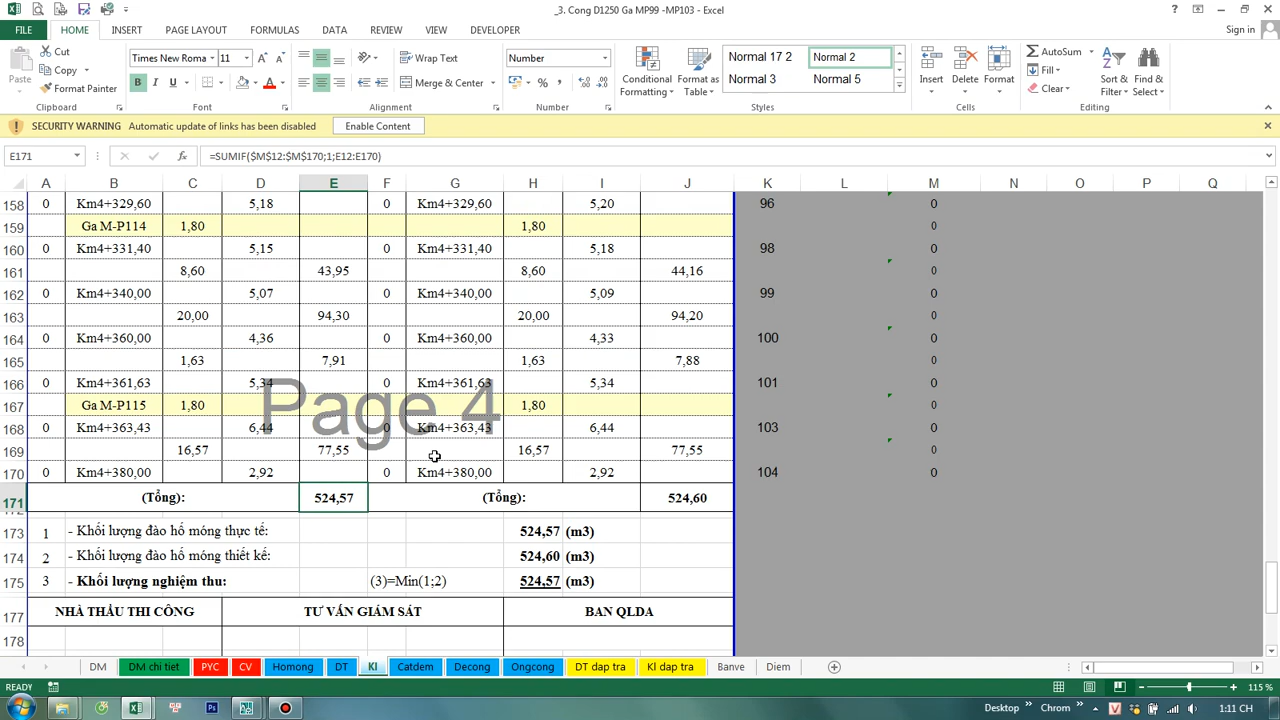 _3. Cong D1250 Ga MP99 -MP103 - Excel
FILE HOME INSERT PAGE LAYOUT FORMULAS DATA REVIEW VIEW DEVELOPER Sign in
Cut
Copy
Format Painter
Paste
Clipboard
Times New Roma 11
B I U
Font
Wrap Text
Merge & Center
Alignment
Number
%
Number
Conditional Formatting
Format as Table
Normal 17 2 Normal 2
Normal 3 Normal 5
Styles
Insert Delete Format
Cells
AutoSum
Fill
Clear
Sort & Filter
Find & Select
Editing
SECURITY WARNING Automatic update of links has been disabled Enable Content
E171 fx =SUMIF($M$12:$M$170;1;E12:E170)
A B C D E F G H I J K L M N O P Q
158 0 Km4+329,60 5,18 0 Km4+329,60 5,20 96 0
159 Ga M-P114 1,80 1,80 0
160 0 Km4+331,40 5,15 0 Km4+331,40 5,18 98 0
161 8,60 43,95 8,60 44,16 0
162 0 Km4+340,00 5,07 0 Km4+340,00 5,09 99 0
163 20,00 94,30 20,00 94,20 0
164 0 Km4+360,00 4,36 0 Km4+360,00 4,33 100 0
165 1,63 7,91 1,63 7,88 0
166 0 Km4+361,63 5,34 0 Km4+361,63 5,34 101 0
167 Ga M-P115 1,80 1,80 0
Page 4
168 0 Km4+363,43 6,44 0 Km4+363,43 6,44 103 0
169 16,57 77,55 16,57 77,55 0
170 0 Km4+380,00 2,92 0 Km4+380,00 2,92 104 0
171 (Tổng): 524,57 (Tổng): 524,60
173 1 - Khối lượng đào hố móng thực tế: 524,57 (m3)
174 2 - Khối lượng đào hố móng thiết kế: 524,60 (m3)
175 3 - Khối lượng nghiệm thu: (3)=Min(1;2) 524,57 (m3)
177 NHÀ THẦU THI CÔNG TƯ VẤN GIÁM SÁT BAN QLDA
178
DM DM chi tiet PYC CV Homong DT Kl Catdem Decong Ongcong DT dap tra Kl dap tra Banve Diem
READY 115 %
Desktop Chrom 1:11 CH